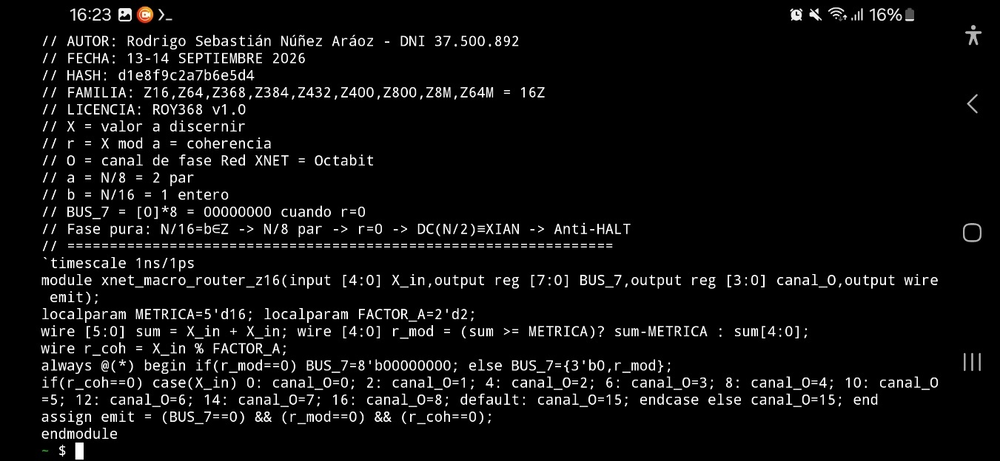 16:23 16%
// AUTOR: Rodrigo Sebastián Núñez Aráoz - DNI 37.500.892
// FECHA: 13-14 SEPTIEMBRE 2026
// HASH: d1e8f9c2a7b6e5d4
// FAMILIA: Z16,Z64,Z368,Z384,Z432,Z400,Z800,Z8M,Z64M = 16Z
// LICENCIA: ROY368 v1.0
// X = valor a discernir
// r = X mod a = coherencia
// O = canal de fase Red XNET = Octabit
// a = N/8 = 2 par
// b = N/16 = 1 entero
// BUS_7 = [0]*8 = 00000000 cuando r=0
// Fase pura: N/16=b∈Z -> N/8 par -> r=0 -> DC(N/2)≡XIAN -> Anti-HALT
// ================================================================
`timescale 1ns/1ps
module xnet_macro_router_z16(input [4:0] X_in,output reg [7:0] BUS_7,output reg [3:0] canal_O,output wire
emit);
localparam METRICA=5'd16; localparam FACTOR_A=2'd2;
wire [5:0] sum = X_in + X_in; wire [4:0] r_mod = (sum >= METRICA)? sum-METRICA : sum[4:0];
wire r_coh = X_in % FACTOR_A;
always @(*) begin if(r_mod==0) BUS_7=8'b00000000; else BUS_7={3'b0,r_mod};
if(r_coh==0) case(X_in) 0: canal_O=0; 2: canal_O=1; 4: canal_O=2; 6: canal_O=3; 8: canal_O=4; 10: canal_O
=5; 12: canal_O=6; 14: canal_O=7; 16: canal_O=8; default: canal_O=15; endcase else canal_O=15; end
assign emit = (BUS_7==0) && (r_mod==0) && (r_coh==0);
endmodule
~ $